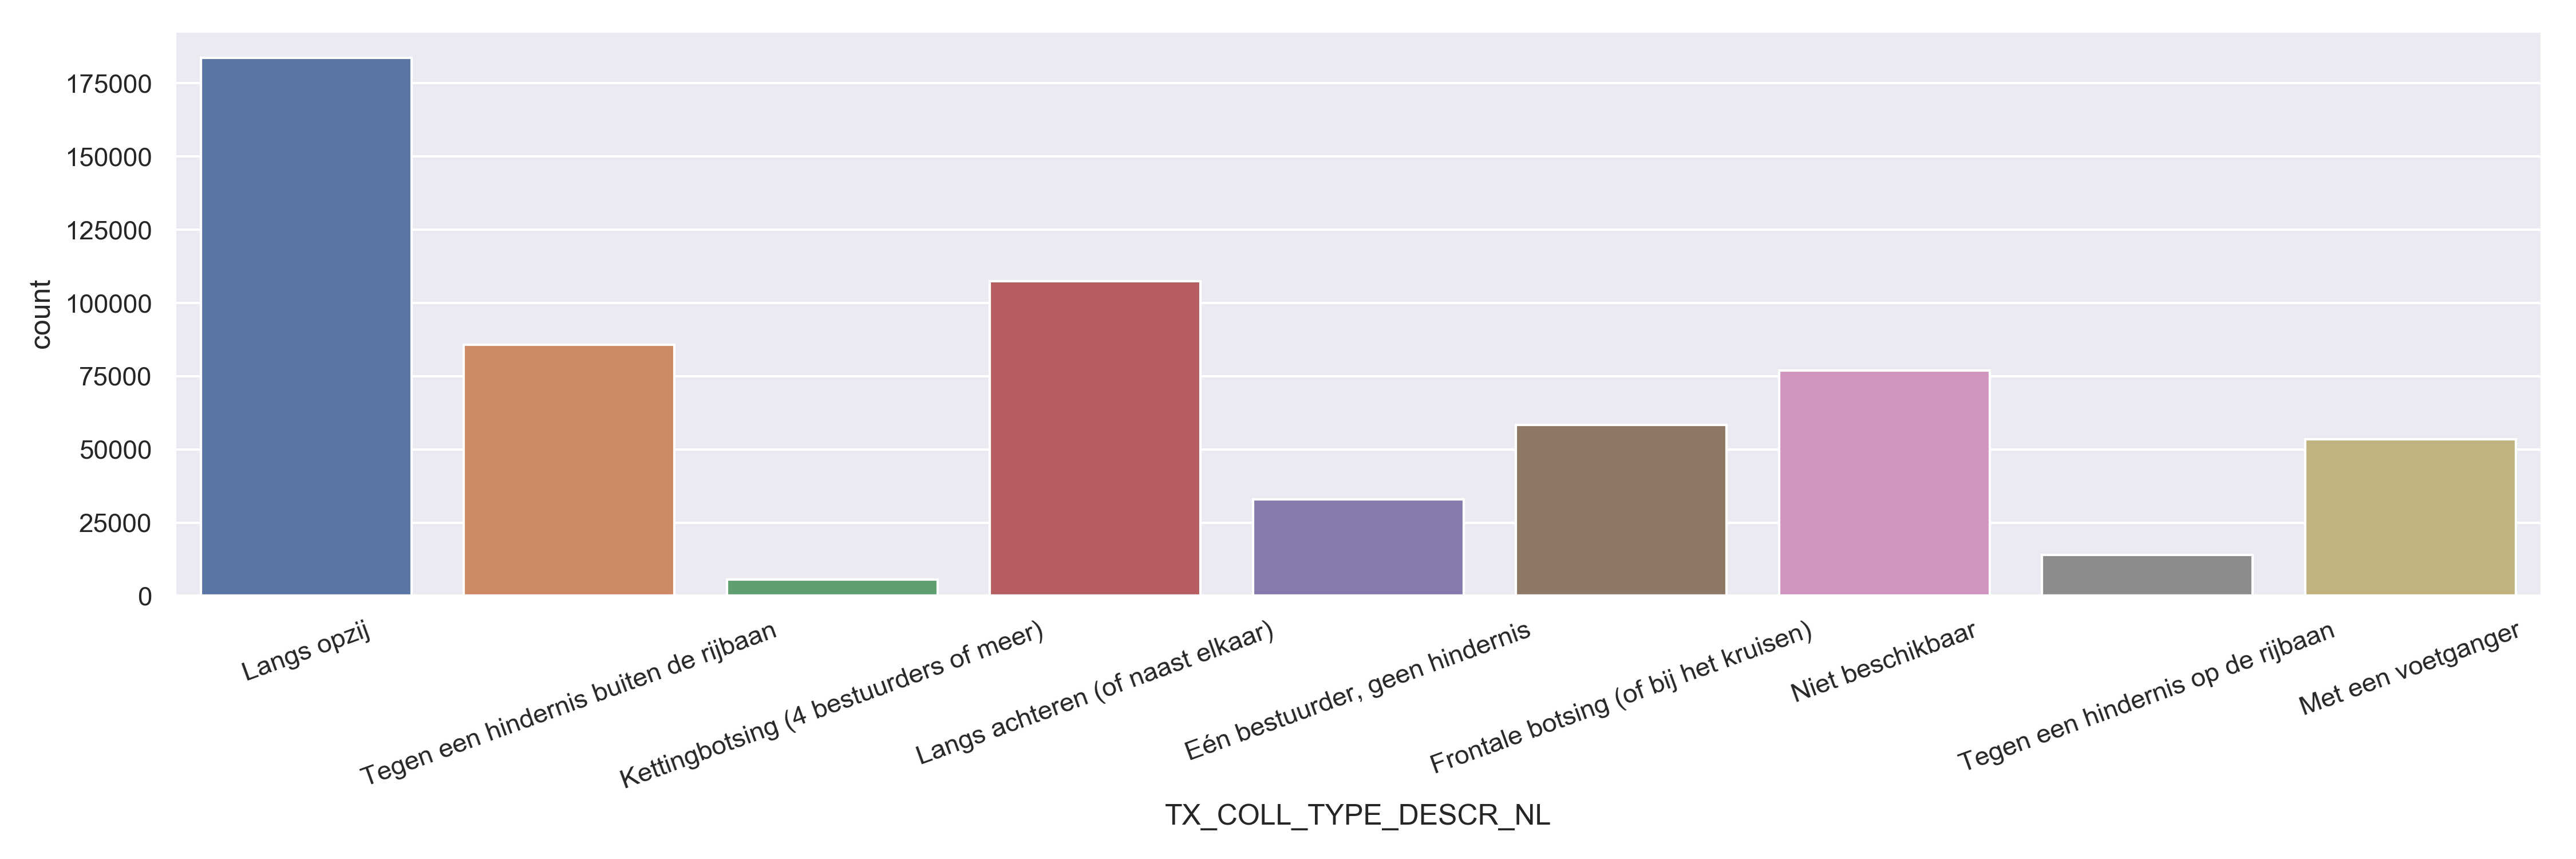 175000
150000
125000
100000
75000
50000
25000
0
count
Langs opzij
Tegen een hindernis buiten de rijbaan
Kettingbotsing (4 bestuurders of meer)
Langs achteren (of naast elkaar)
Eén bestuurder, geen hindernis
Frontale botsing (of bij het kruisen)
Niet beschikbaar
Tegen een hindernis op de rijbaan
Met een voetganger
TX_COLL_TYPE_DESCR_NL